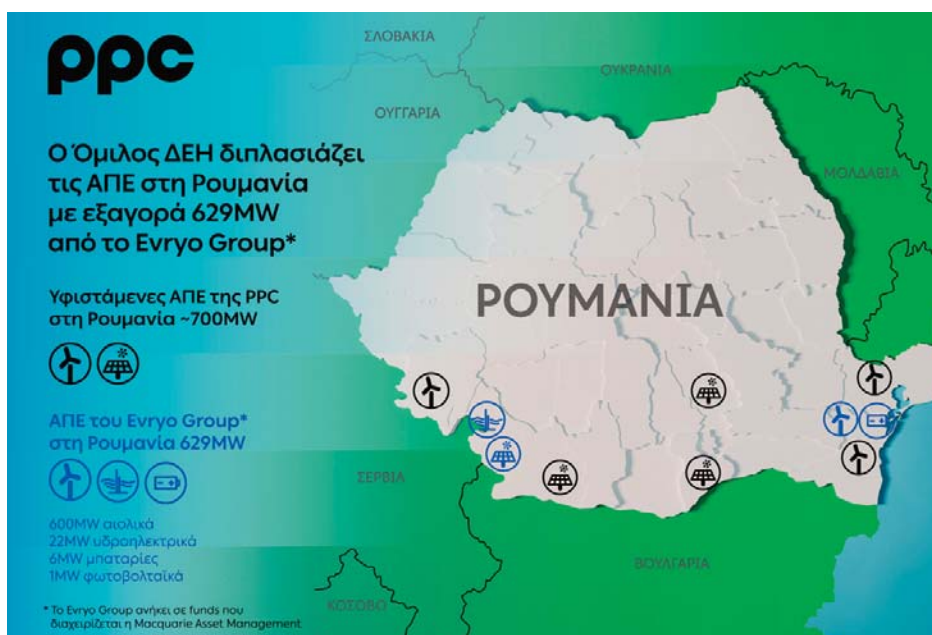 ppc
Ο Όμιλος ΔΕΗ διπλασιάζει
τις ΑΠΕ στη Ρουμανία
με εξαγορά 629MW
από το Evryo Group*
Υφιστάμενες ΑΠΕ της PPC
στη Ρουμανία ~700MW
ΑΠΕ του Evryo Group*
στη Ρουμανία 629MW
600MW αιολικά
22MW υδροηλεκτρικά
6MW μπαταρίες
1MW φωτοβολταϊκά
* Το Evryo Group ανήκει σε funds που
διαχειρίζεται η Macquarie Asset Management
ΣΛΟΒΑΚΙΑ
ΟΥΚΡΑΝΙΑ
ΟΥΓΓΑΡΙΑ
ΜΟΛΔΑΒΙΑ
ΡΟΥΜΑΝΙΑ
ΣΕΡΒΙΑ
ΒΟΥΛΓΑΡΙΑ
ΚΟΣΟΒΟ